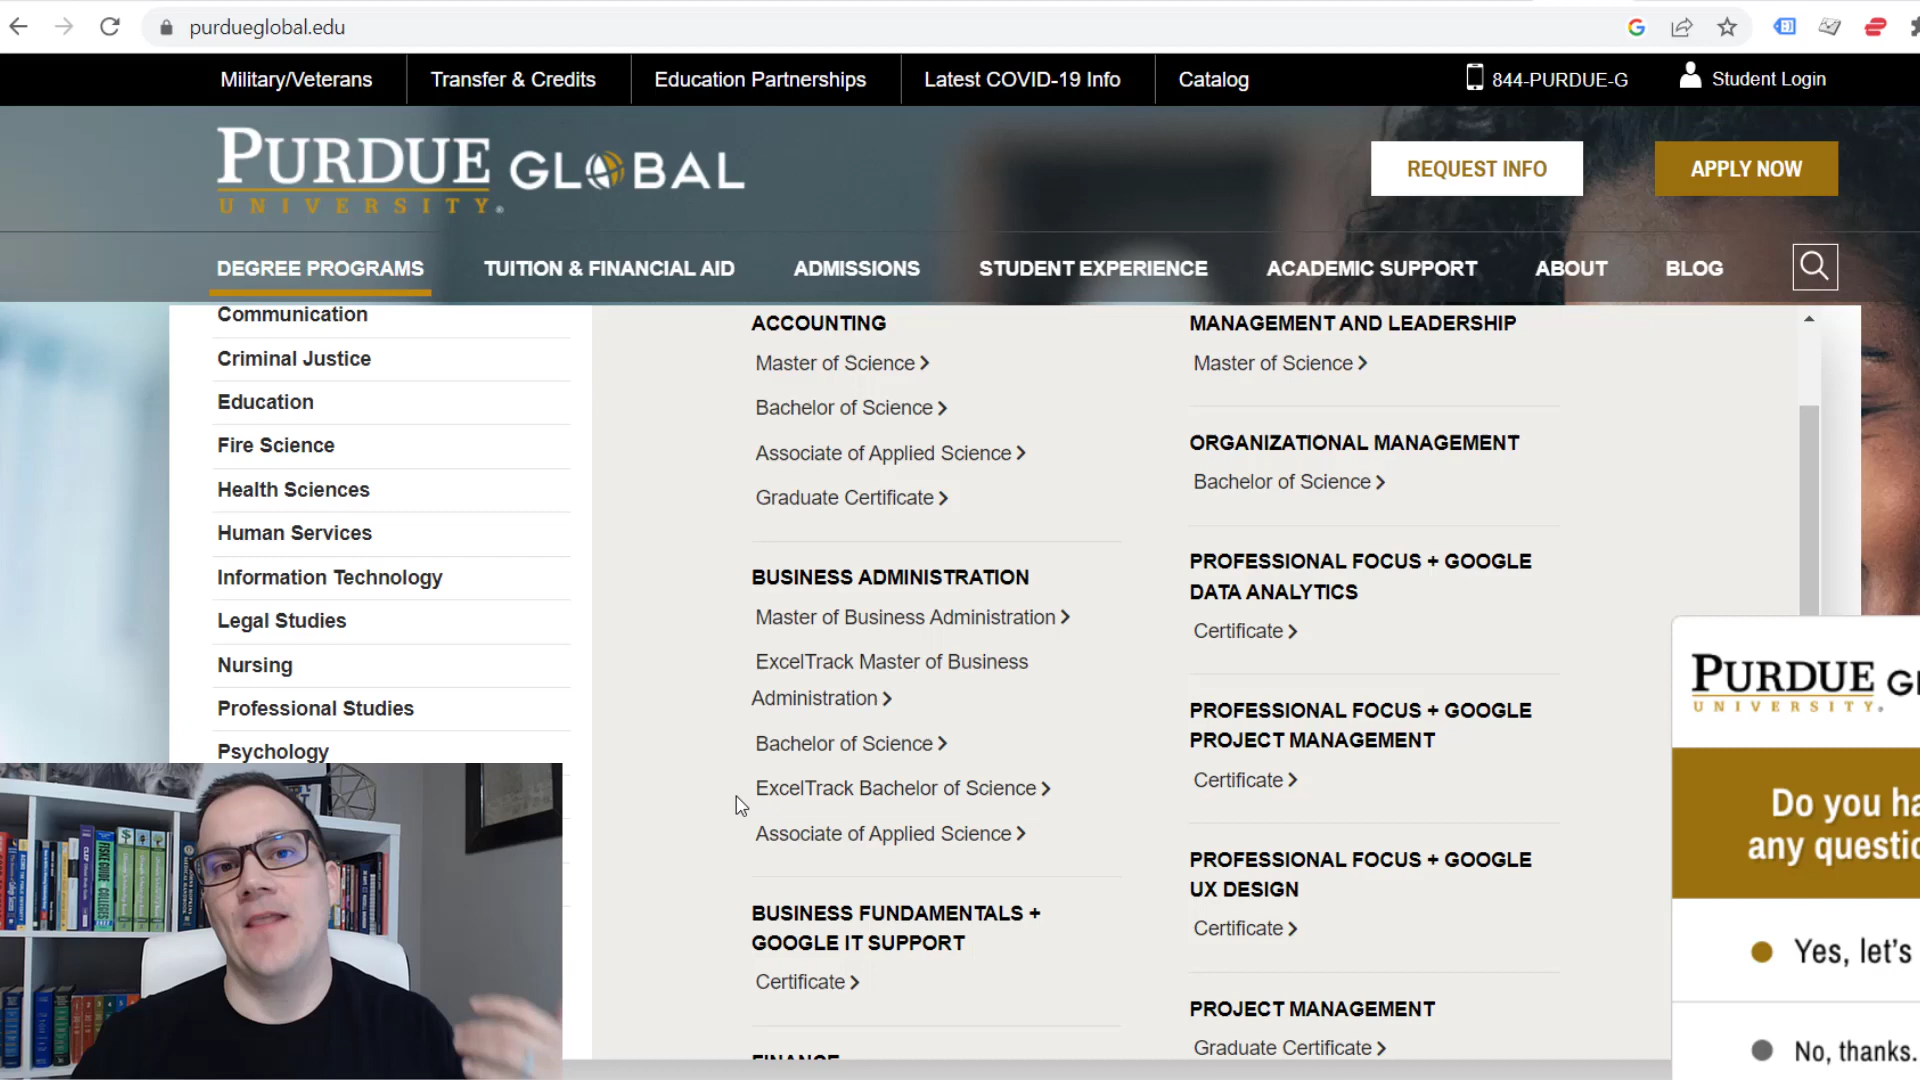 purdueglobal.edu
Military/Veterans
Transfer & Credits
Education Partnerships
Latest COVID-19 Info
Catalog
844-PURDUE-G
Student Login
PURDUE GLOBAL
UNIVERSITY®
REQUEST INFO
APPLY NOW
DEGREE PROGRAMS
TUITION & FINANCIAL AID
ADMISSIONS
STUDENT EXPERIENCE
ACADEMIC SUPPORT
ABOUT
BLOG
Communication
Criminal Justice
Education
Fire Science
Health Sciences
Human Services
Information Technology
Legal Studies
Nursing
Professional Studies
Psychology
ACCOUNTING
Master of Science
Bachelor of Science
Associate of Applied Science
Graduate Certificate
BUSINESS ADMINISTRATION
Master of Business Administration
ExcelTrack Master of Business
Administration
Bachelor of Science
ExcelTrack Bachelor of Science
Associate of Applied Science
BUSINESS FUNDAMENTALS +
GOOGLE IT SUPPORT
Certificate
FINANCE
MANAGEMENT AND LEADERSHIP
Master of Science
ORGANIZATIONAL MANAGEMENT
Bachelor of Science
PROFESSIONAL FOCUS + GOOGLE
DATA ANALYTICS
Certificate
PROFESSIONAL FOCUS + GOOGLE
PROJECT MANAGEMENT
Certificate
PROFESSIONAL FOCUS + GOOGLE
UX DESIGN
Certificate
PROJECT MANAGEMENT
Graduate Certificate
PURDUE
UNIVERSITY®
Do you
any
Yes, let's
No, thanks.
FISKE GUIDE COLLEGES